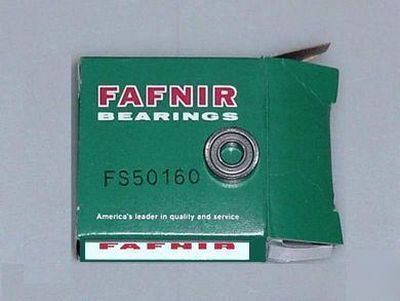 FAFNIR
BEARINGS
FS50160
America's leader in quality and service
FAFNIR